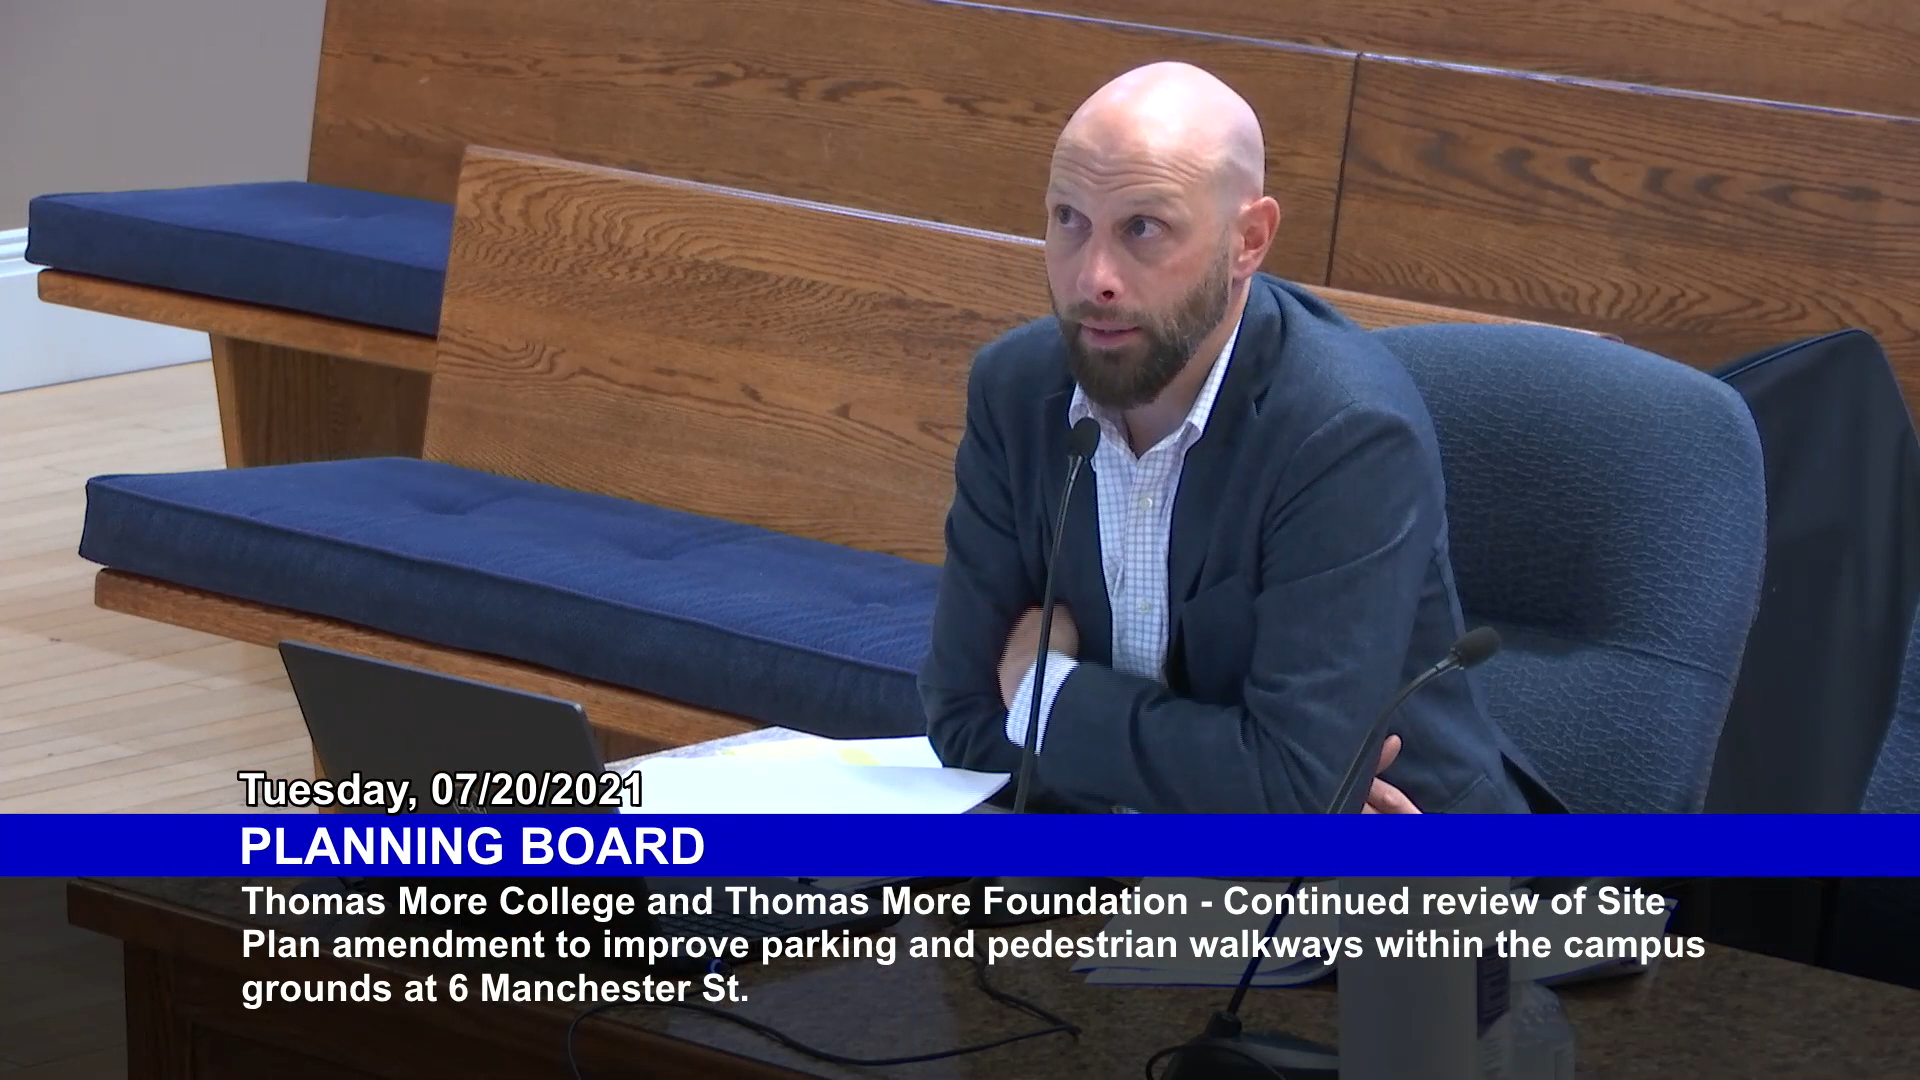 Tuesday, 07/20/2021
PLANNING BOARD
Thomas More College and Thomas More Foundation - Continued review of Site
Plan amendment to improve parking and pedestrian walkways within the campus
grounds at 6 Manchester St.